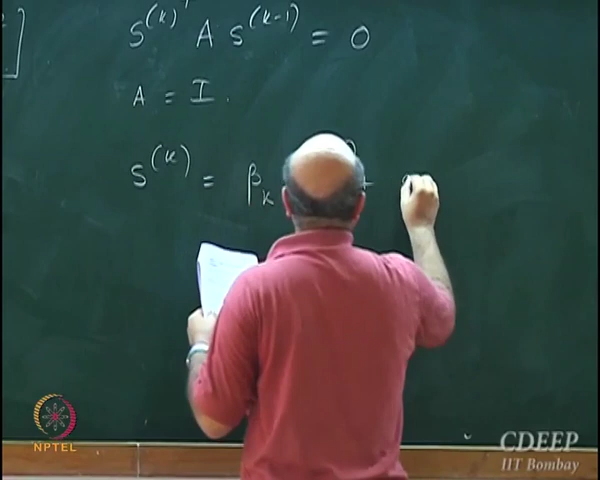 S^(k)T A S^(k-1) = 0
A = I.
S^(k) = β_k +
NPTEL
CDEEP
IIT Bombay